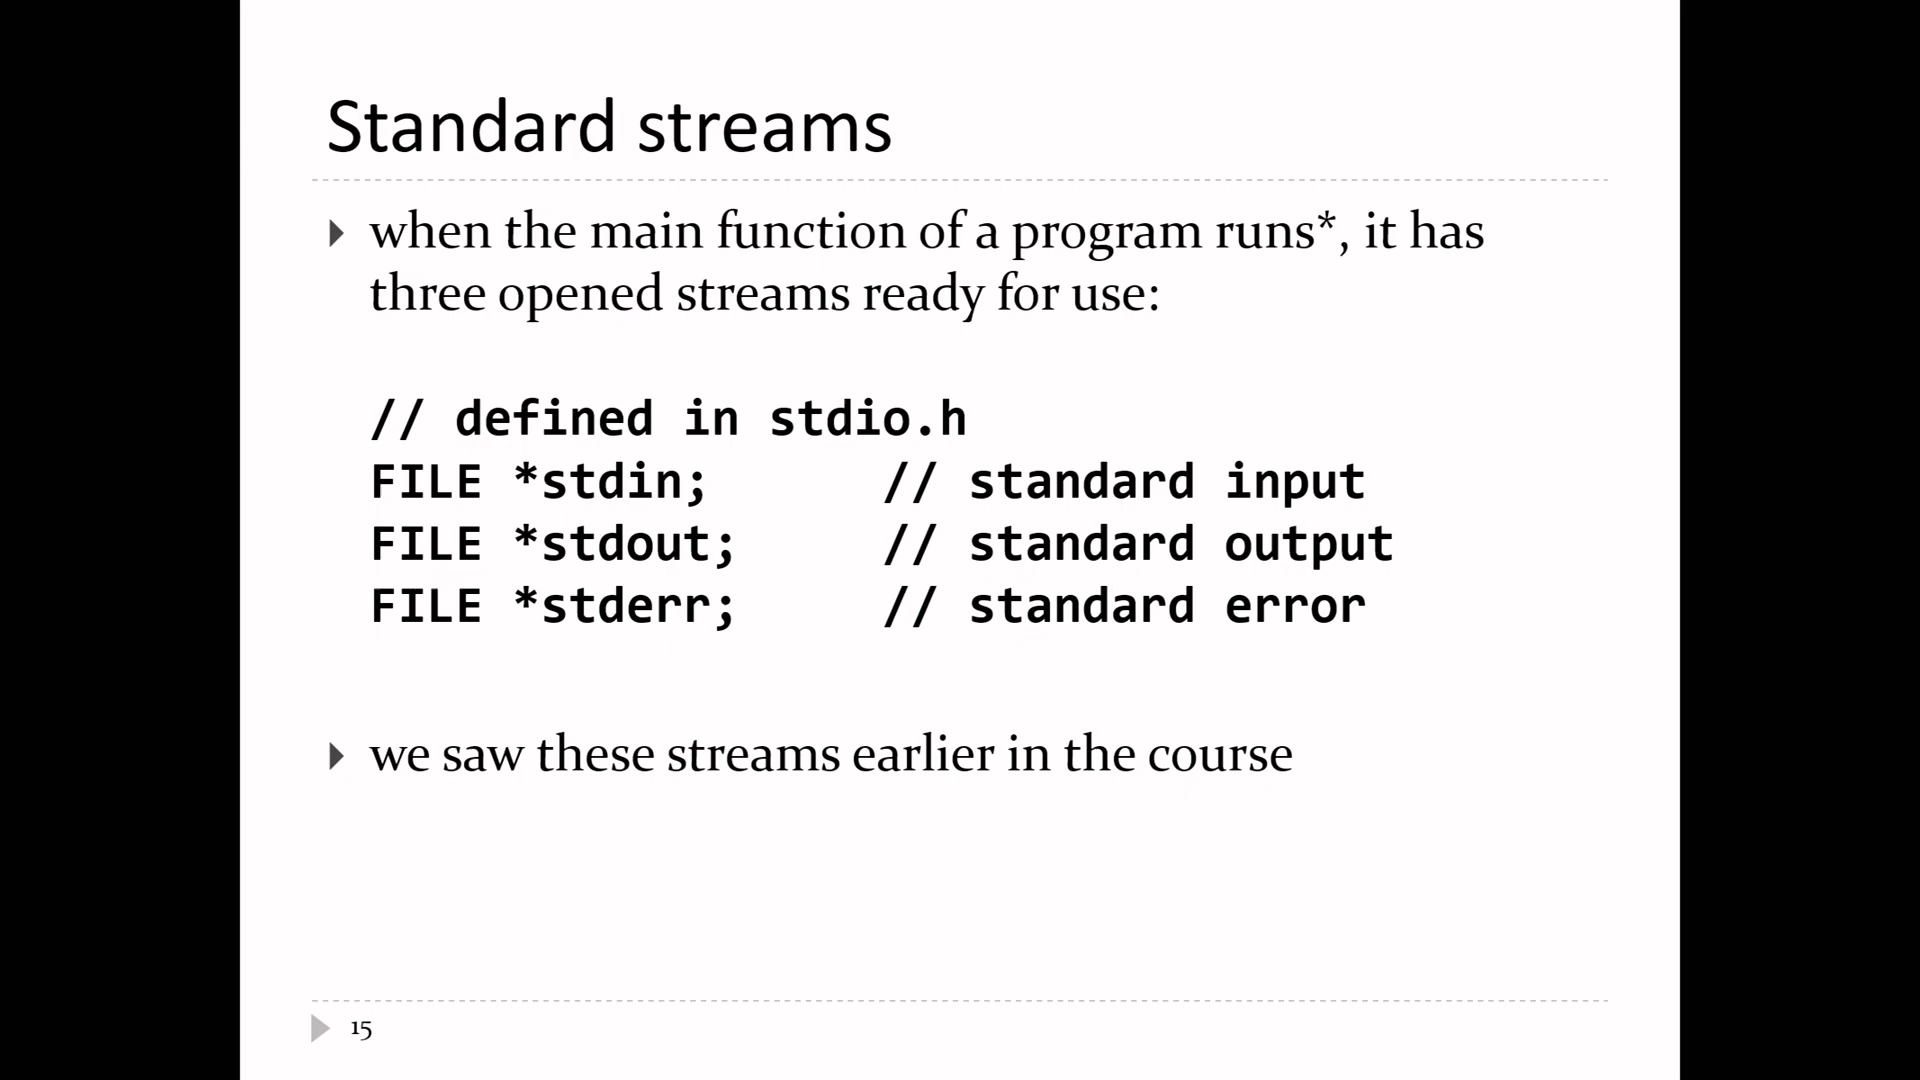 Standard streams
when the main function of a program runs*, it has
three opened streams ready for use:
// defined in stdio.h
FILE *stdin;      // standard input
FILE *stdout;     // standard output
FILE *stderr;     // standard error
we saw these streams earlier in the course
15